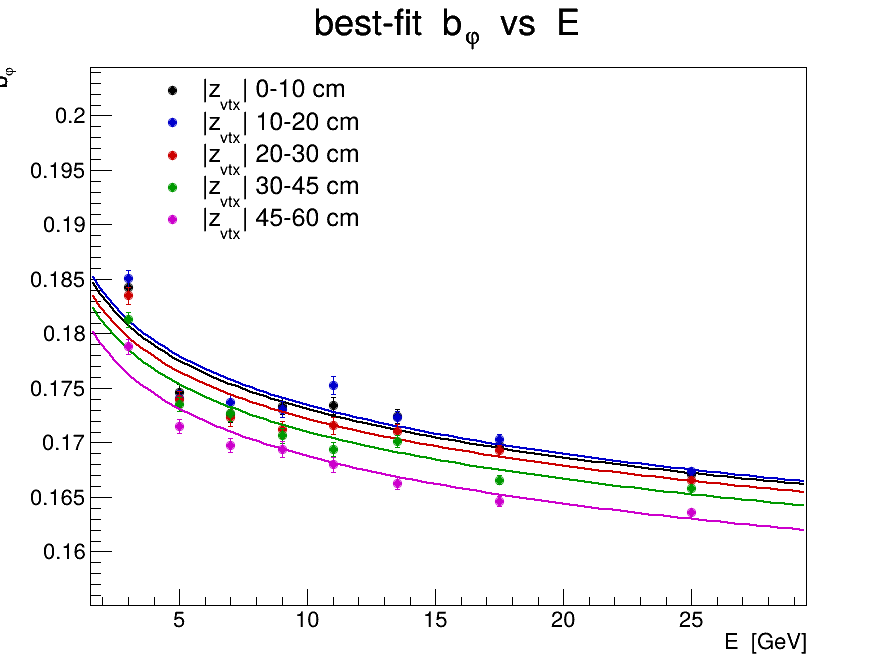 best-fit b_φ vs E
b_φ
|z_vtx| 0-10 cm
|z_vtx| 10-20 cm
|z_vtx| 20-30 cm
|z_vtx| 30-45 cm
|z_vtx| 45-60 cm
0.2
0.195
0.19
0.185
0.18
0.175
0.17
0.165
0.16
5 10 15 20 25
E [GeV]